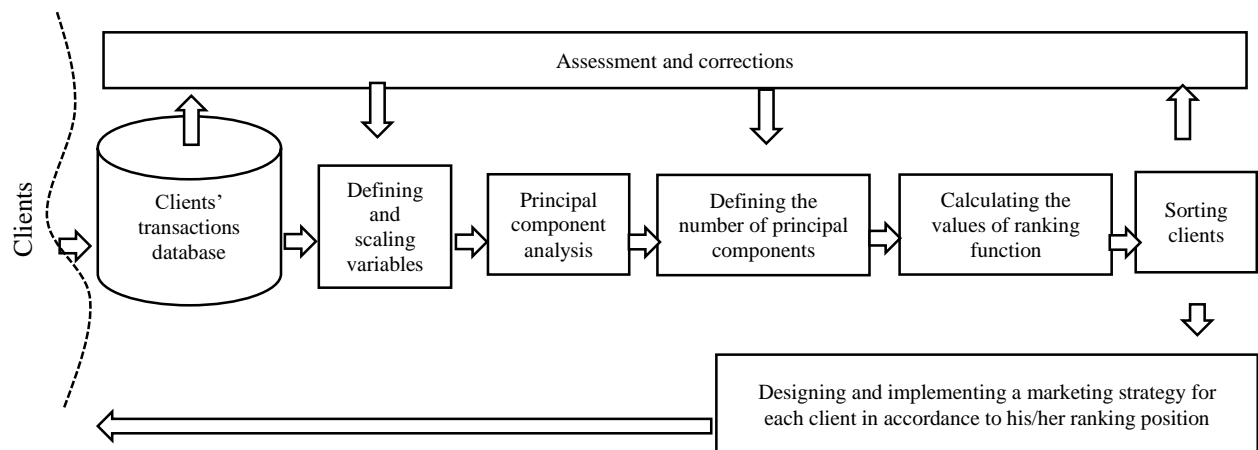 Assessment and corrections
Clients
Clients’
transactions
database
Defining
and
scaling
variables
Principal
component
analysis
Defining the
number of principal
components
Calculating the
values of ranking
function
Sorting
clients
Designing and implementing a marketing strategy for
each client in accordance to his/her ranking position